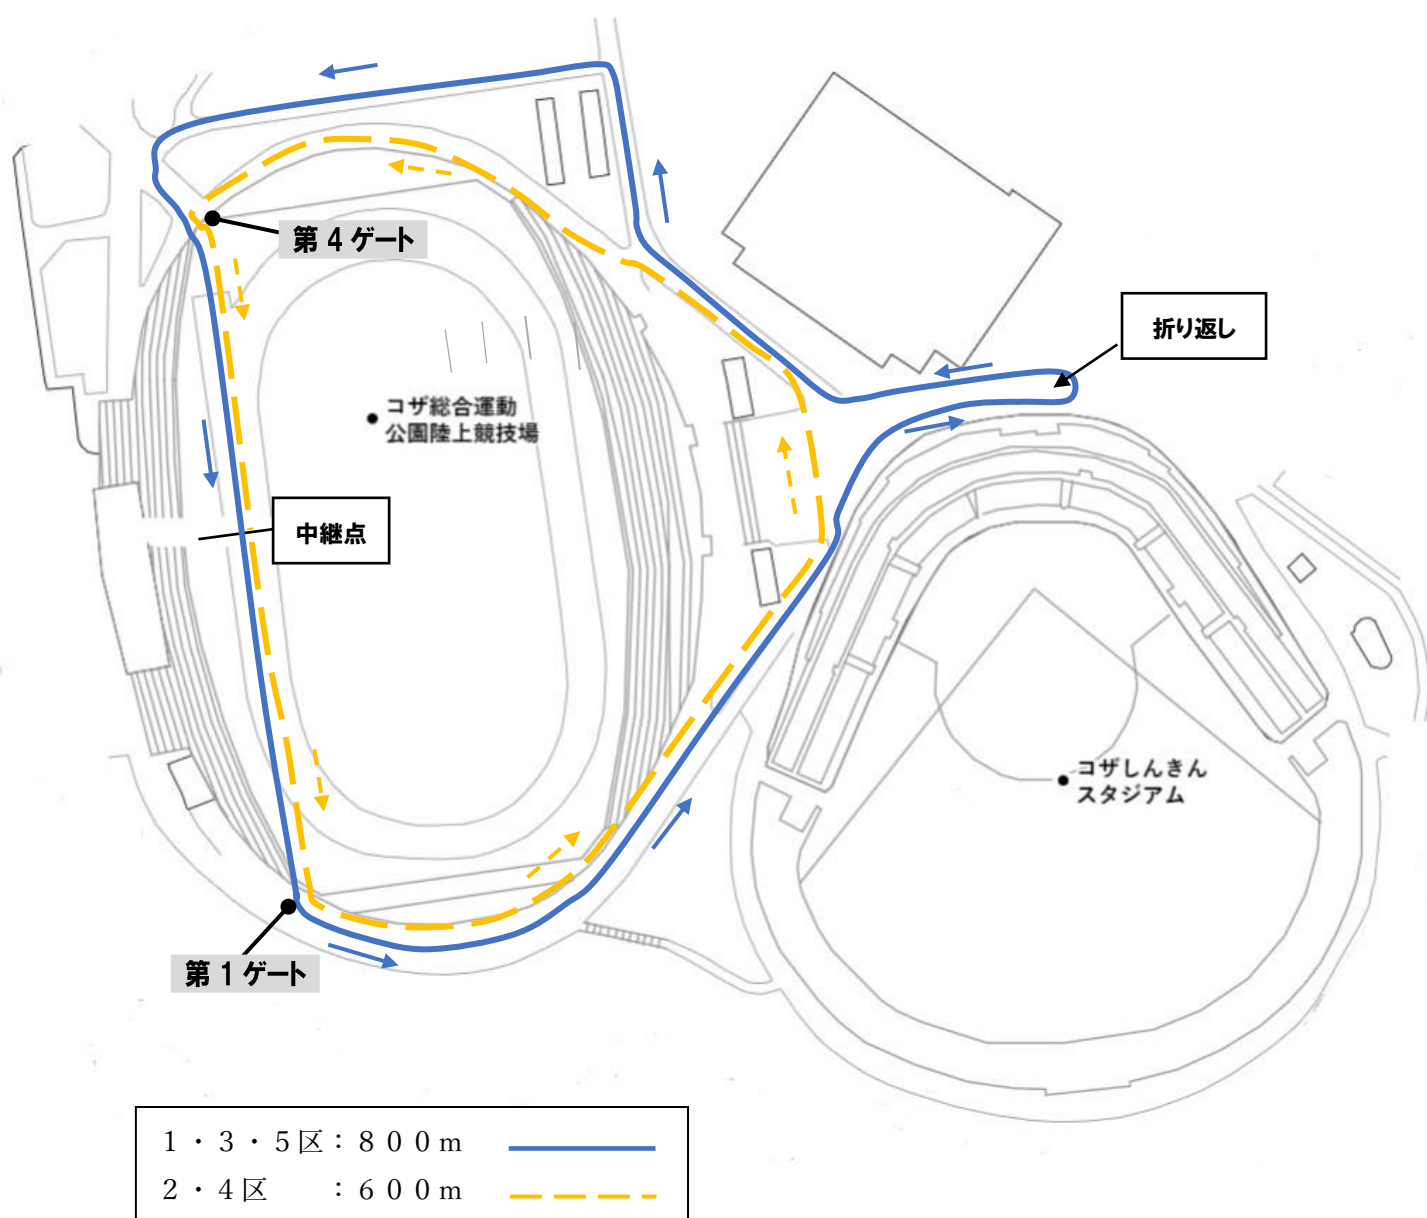 第4ゲート
折り返し
コザ総合運動
公園陸上競技場
中継点
コザしんきん
スタジアム
第1ゲート
1・3・5区：800m
2・4区　　：600m